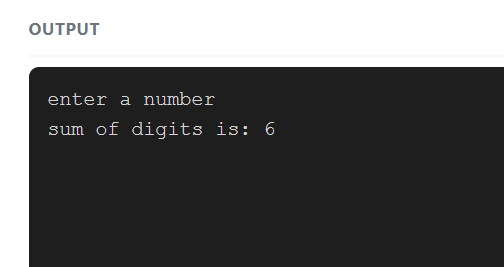 OUTPUT
enter a number
sum of digits is: 6